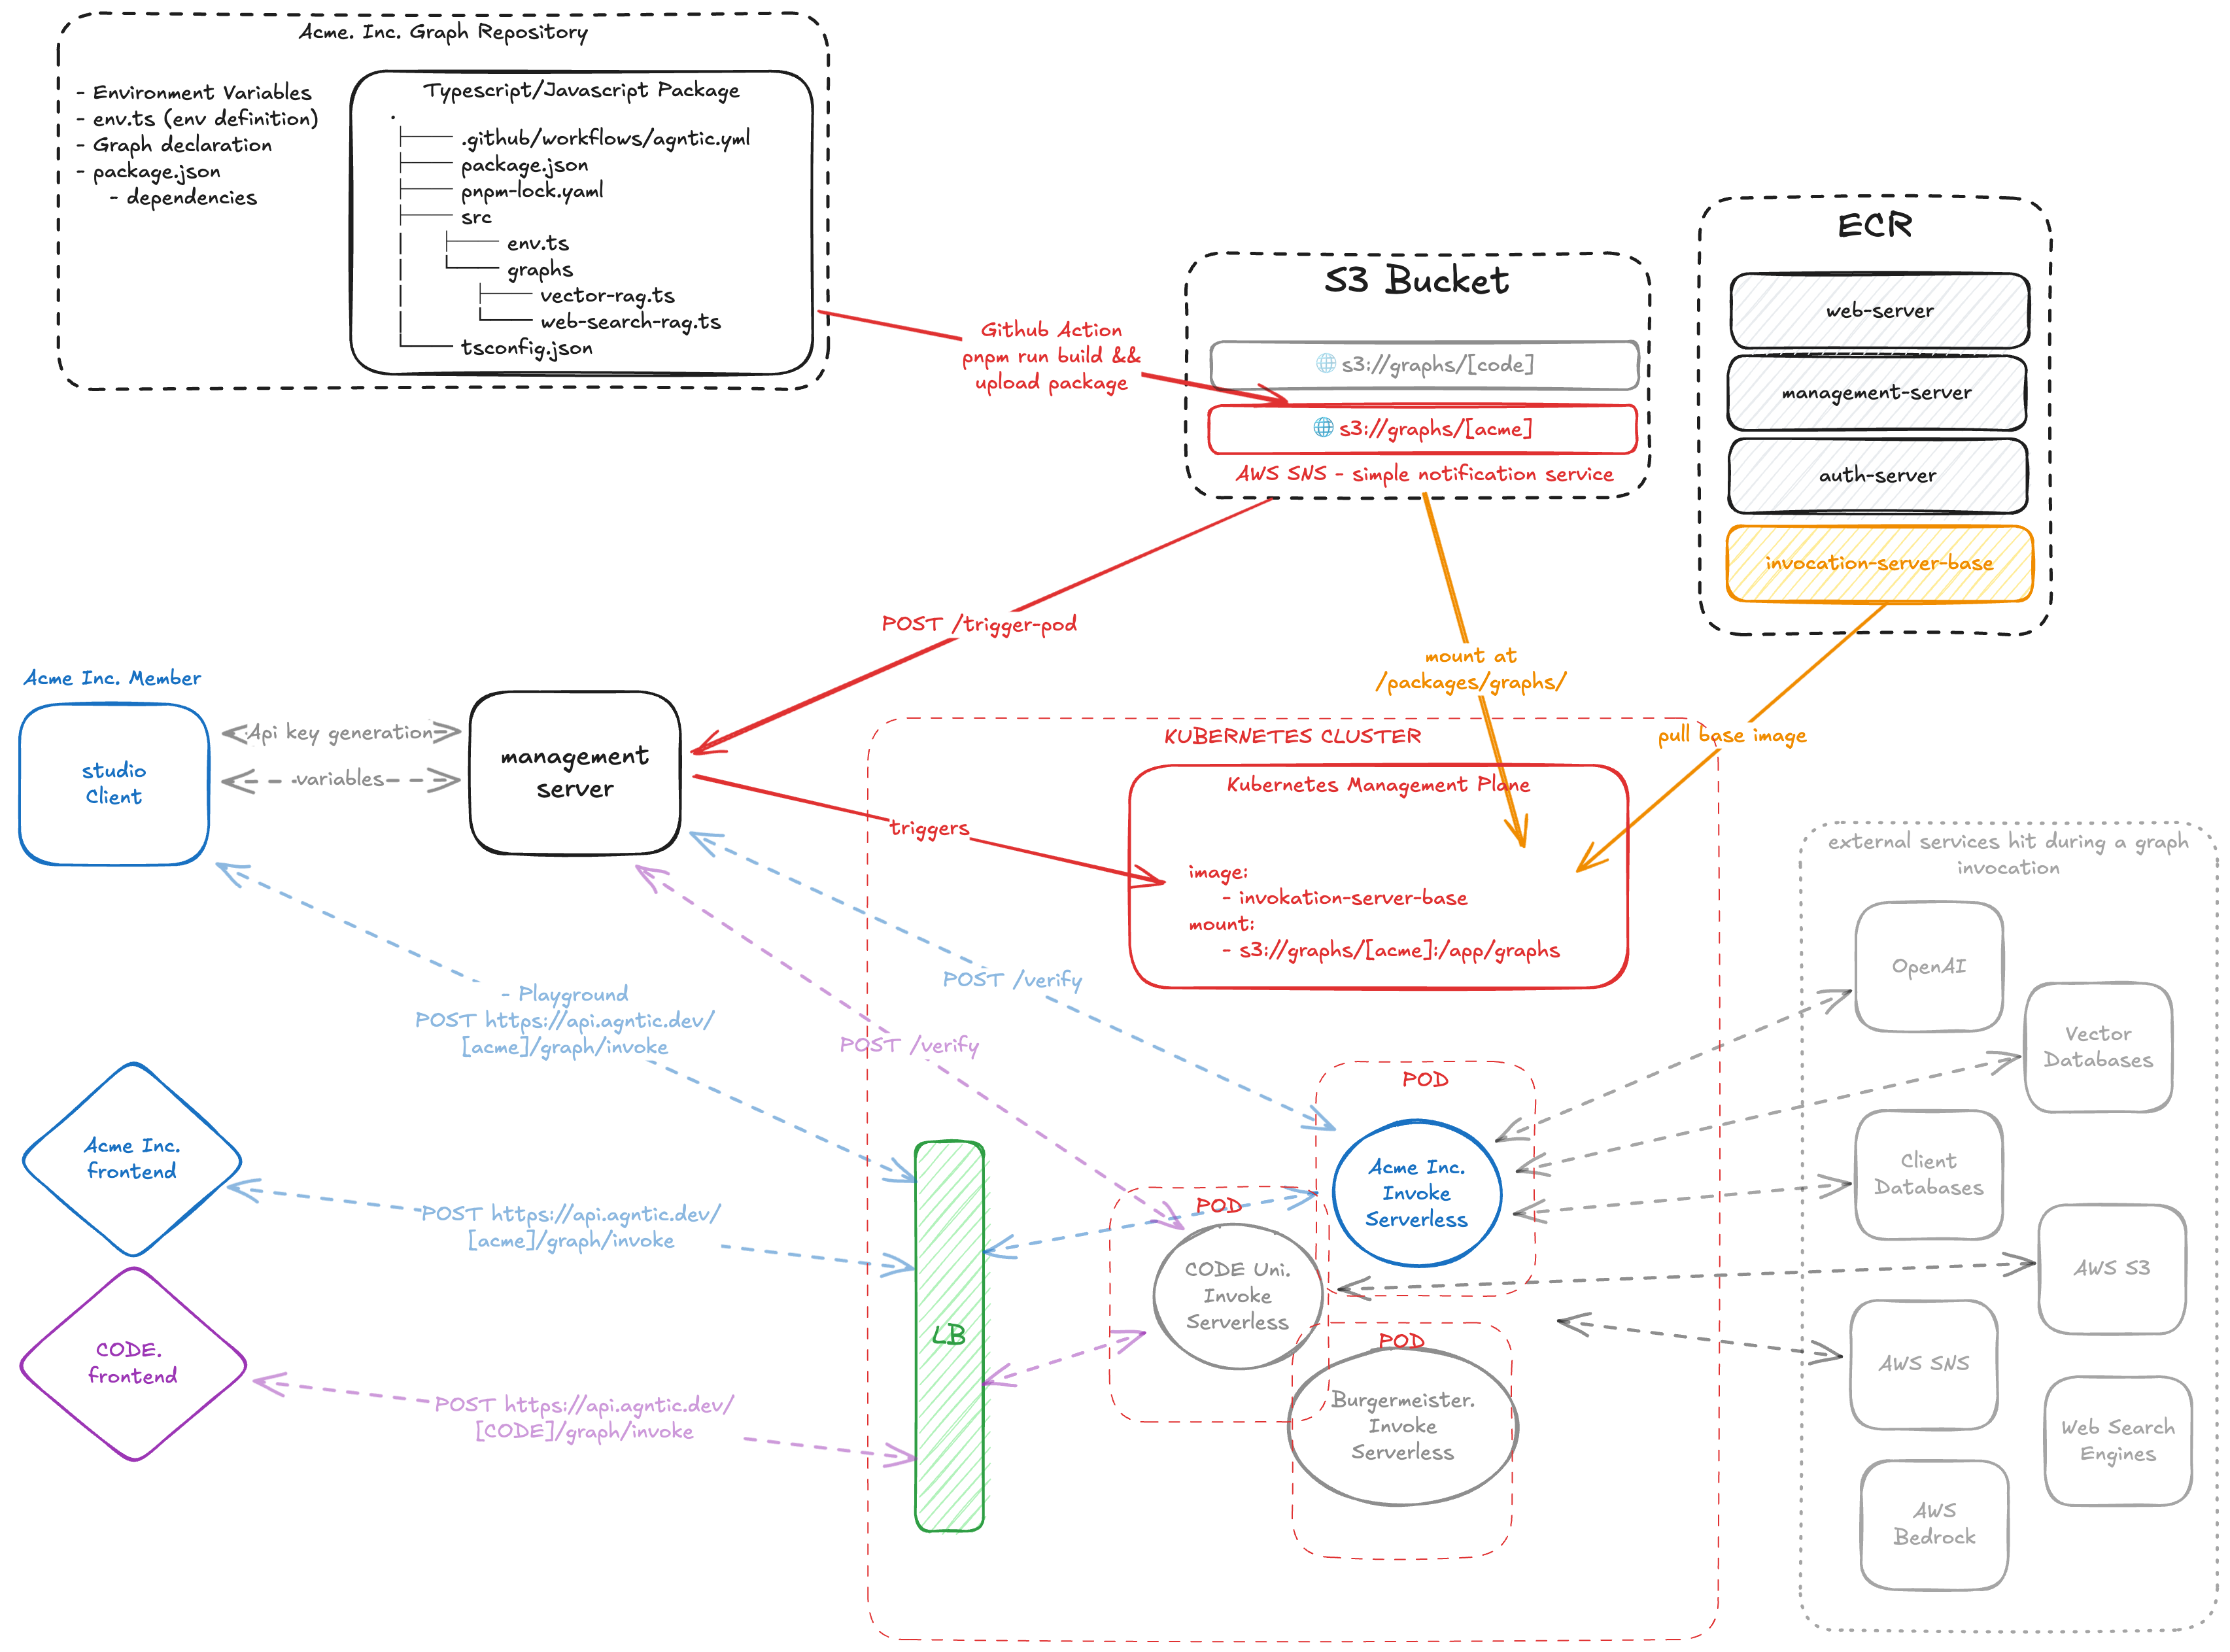 Acme. Inc. Graph Repository
- Environment Variables
- env.ts (env definition)
- Graph declaration
- package.json
- dependencies
Typescript/Javascript Package
.
.github/workflows/agntic.yml
package.json
pnpm-lock.yaml
src
env.ts
graphs
vector-rag.ts
web-search-rag.ts
tsconfig.json
Github Action
pnpm run build &&
upload package
S3 Bucket
s3://graphs/[code]
s3://graphs/[acme]
AWS SNS - simple notification service
ECR
web-server
management-server
auth-server
invocation-server-base
POST /trigger-pod
mount at
/packages/graphs/
pull base image
Acme Inc. Member
studio
Client
Api key generation
variables
management
server
triggers
KUBERNETES CLUSTER
Kubernetes Management Plane
image:
- invokation-server-base
mount:
- s3://graphs/[acme]:/app/graphs
external services hit during a graph
invocation
OpenAI
Vector
Databases
Client
Databases
AWS S3
AWS SNS
Web Search
Engines
AWS
Bedrock
- Playground
POST https://api.agntic.dev/
[acme]/graph/invoke
POST /verify
POST /verify
Acme Inc.
frontend
POST https://api.agntic.dev/
[acme]/graph/invoke
CODE.
frontend
POST https://api.agntic.dev/
[CODE]/graph/invoke
LB
POD
Acme Inc.
Invoke
Serverless
POD
CODE Uni.
Invoke
Serverless
POD
Burgermeister.
Invoke
Serverless